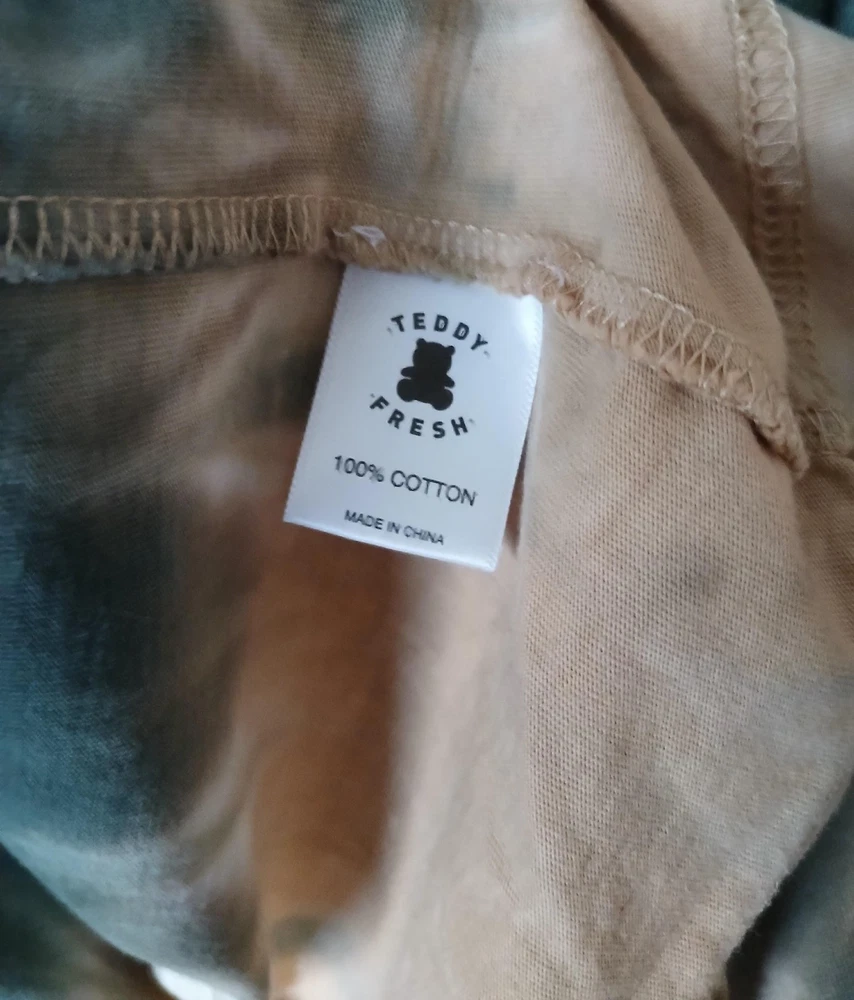 TEDDY
FRESH
100% COTTON
MADE IN CHINA